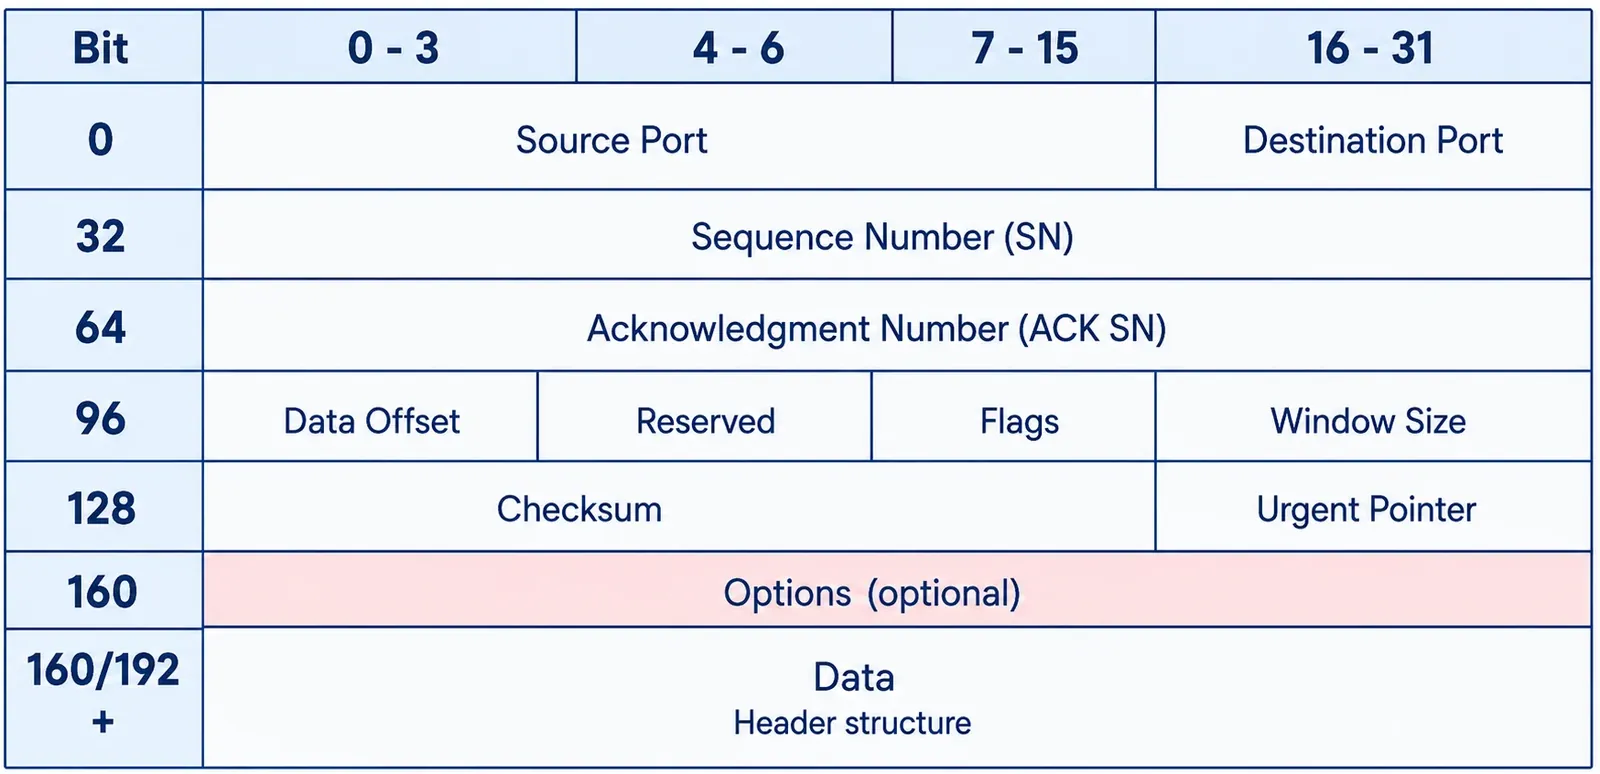 Bit 0 - 3 4 - 6 7 - 15 16 - 31
0 Source Port Destination Port
32 Sequence Number (SN)
64 Acknowledgment Number (ACK SN)
96 Data Offset Reserved Flags Window Size
128 Checksum Urgent Pointer
160 Options (optional)
160/192
+
Data
Header structure